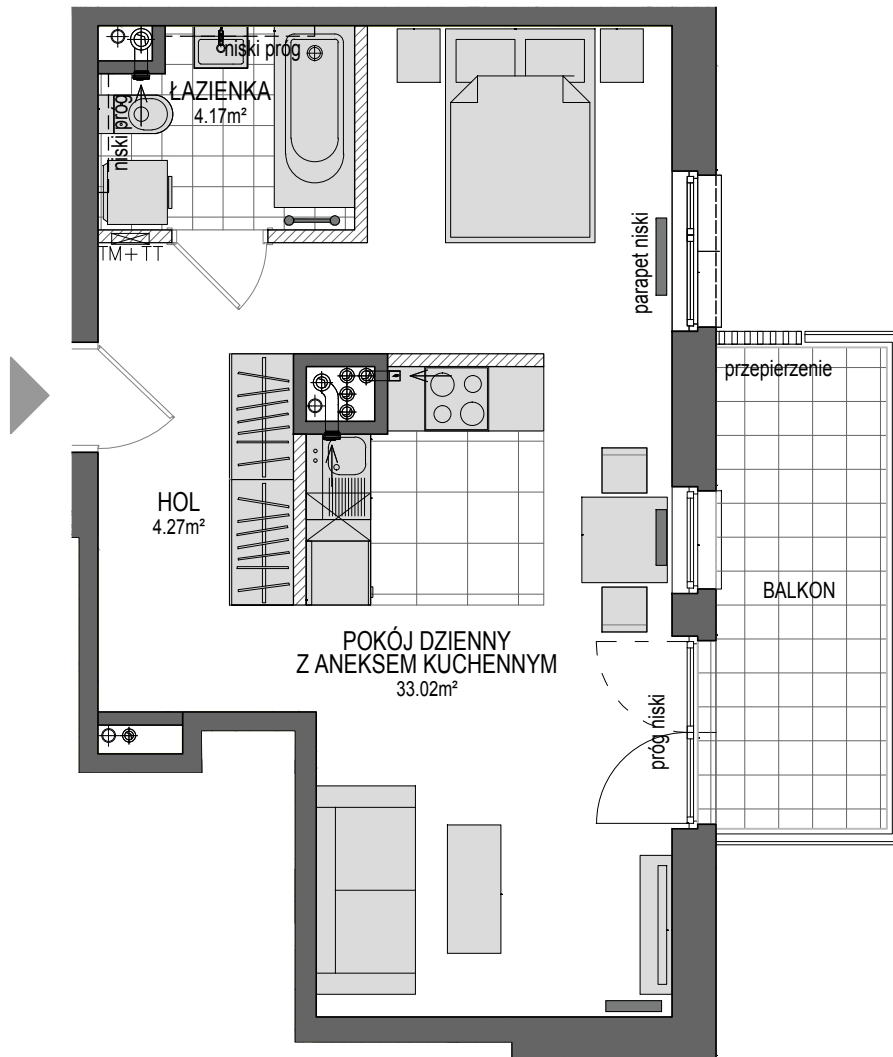 niski próg
ŁAZIENKA
4.17m²
niski próg
TM+TT
parapet niski
przepierzenie
HOL
4.27m²
BALKON
POKÓJ DZIENNY
Z ANEKSEM KUCHENNYM
33.02m²
próg niski